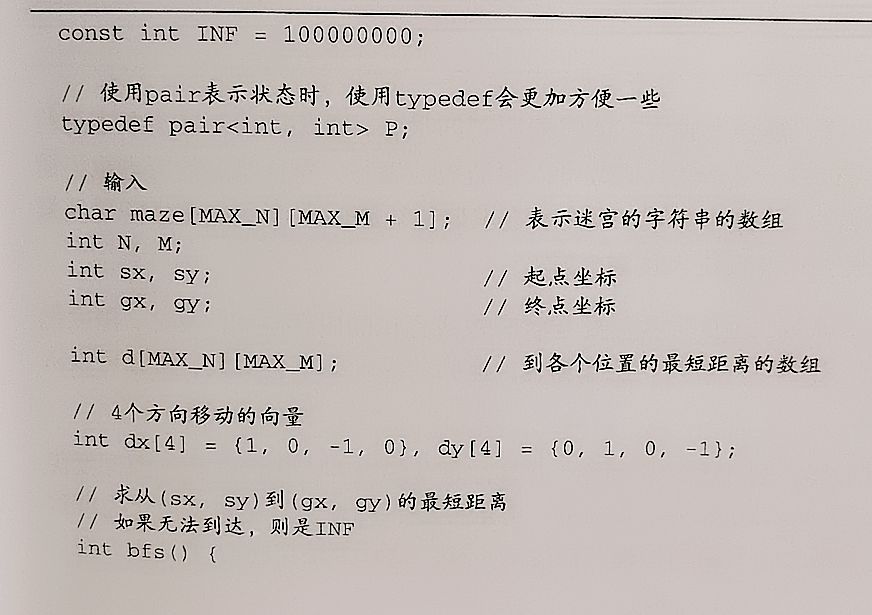 const int INF = 100000000;
// 使用pair表示状态时，使用typedef会更加方便一些
typedef pair<int, int> P;
// 输入
char maze[MAX_N][MAX_M + 1];  // 表示迷宫的字符串的数组
int N, M;
int sx, sy;  // 起点坐标
int gx, gy;  // 终点坐标
int d[MAX_N][MAX_M];  // 到各个位置的最短距离的数组
// 4个方向移动的向量
int dx[4] = {1, 0, -1, 0}, dy[4] = {0, 1, 0, -1};
// 求从(sx, sy)到(gx, gy)的最短距离
// 如果无法到达，则是INF
int bfs() {